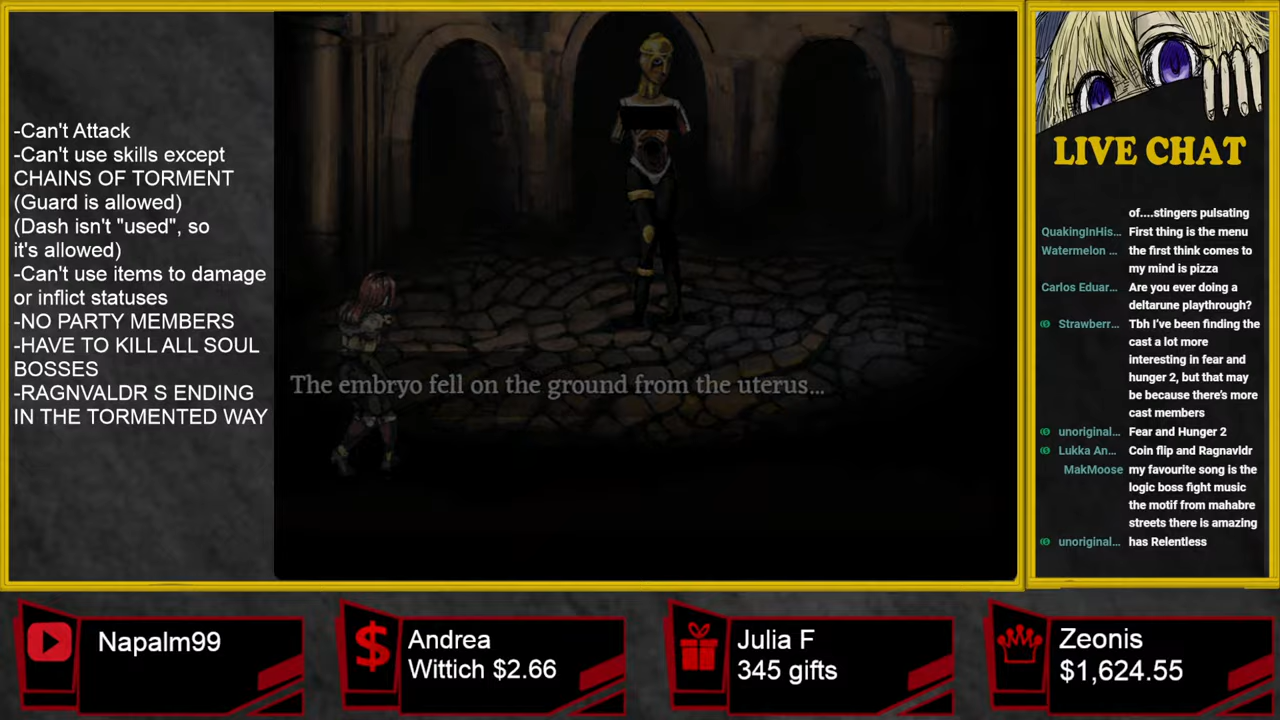 -Can't Attack
-Can't use skills except
CHAINS OF TORMENT
(Guard is allowed)
(Dash isn't "used", so
it's allowed)
-Can't use items to damage
or inflict statuses
-NO PARTY MEMBERS
-HAVE TO KILL ALL SOUL
BOSSES
-RAGNVALDR S ENDING
IN THE TORMENTED WAY
The embryo fell on the ground from the uterus...
LIVE CHAT
of....stingers pulsating
QuakingInHis... First thing is the menu
Watermelon ... the first think comes to
my mind is pizza
Carlos Eduar... Are you ever doing a
deltarune playthrough?
Strawberr... Tbh I've been finding the
cast a lot more
interesting in fear and
hunger 2, but that may
be because there's more
cast members
unoriginal... Fear and Hunger 2
Lukka An... Coin flip and Ragnavldr
MakMoose my favourite song is the
logic boss fight music
the motif from mahabre
streets there is amazing
unoriginal... has Relentless
Napalm99
Andrea
Wittich $2.66
Julia F
345 gifts
Zeonis
$1,624.55